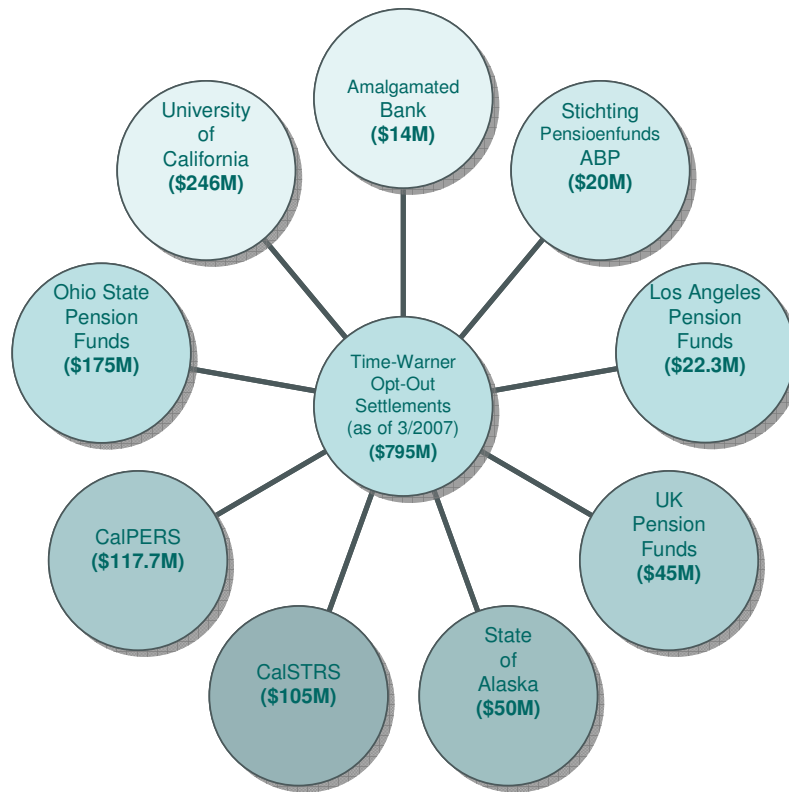 Amalgamated
Bank
($14M)
Stichting
Pensioenfunds
ABP
($20M)
Los Angeles
Pension
Funds
($22.3M)
UK
Pension
Funds
($45M)
State
of
Alaska
($50M)
CalSTRS
($105M)
CalPERS
($117.7M)
Ohio State
Pension
Funds
($175M)
University
of
California
($246M)
Time-Warner
Opt-Out
Settlements
(as of 3/2007)
($795M)